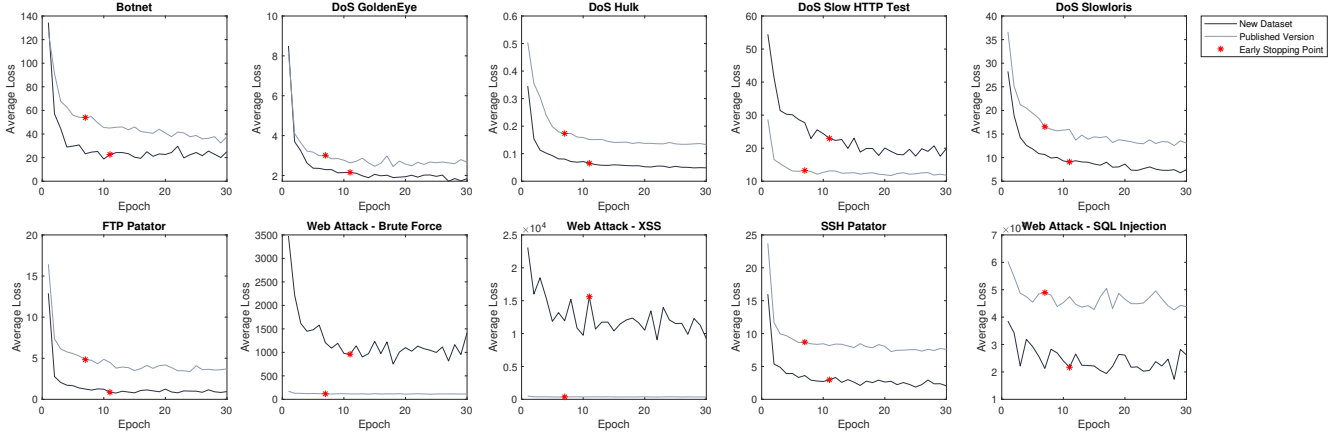 Botnet
140
120
100
80
60
40
20
0
0 10 20 30
Average Loss
Epoch
DoS GoldenEye
10
8
6
4
2
0 10 20 30
Average Loss
Epoch
DoS Hulk
0.6
0.5
0.4
0.3
0.2
0.1
0
0 10 20 30
Average Loss
Epoch
DoS Slow HTTP Test
60
50
40
30
20
10
0 10 20 30
Average Loss
Epoch
DoS Slowloris
40
35
30
25
20
15
10
5
0 10 20 30
Average Loss
Epoch
New Dataset
Published Version
Early Stopping Point
FTP Patator
20
15
10
5
0
0 10 20 30
Average Loss
Epoch
Web Attack - Brute Force
3500
3000
2500
2000
1500
1000
500
0
0 10 20 30
Average Loss
Epoch
Web Attack - XSS
×10⁴
2.5
2
1.5
1
0.5
0
0 10 20 30
Average Loss
Epoch
SSH Patator
25
20
15
10
5
0
0 10 20 30
Average Loss
Epoch
Web Attack - SQL Injection
7
6
5
4
3
2
1
0 10 20 30
Average Loss
Epoch